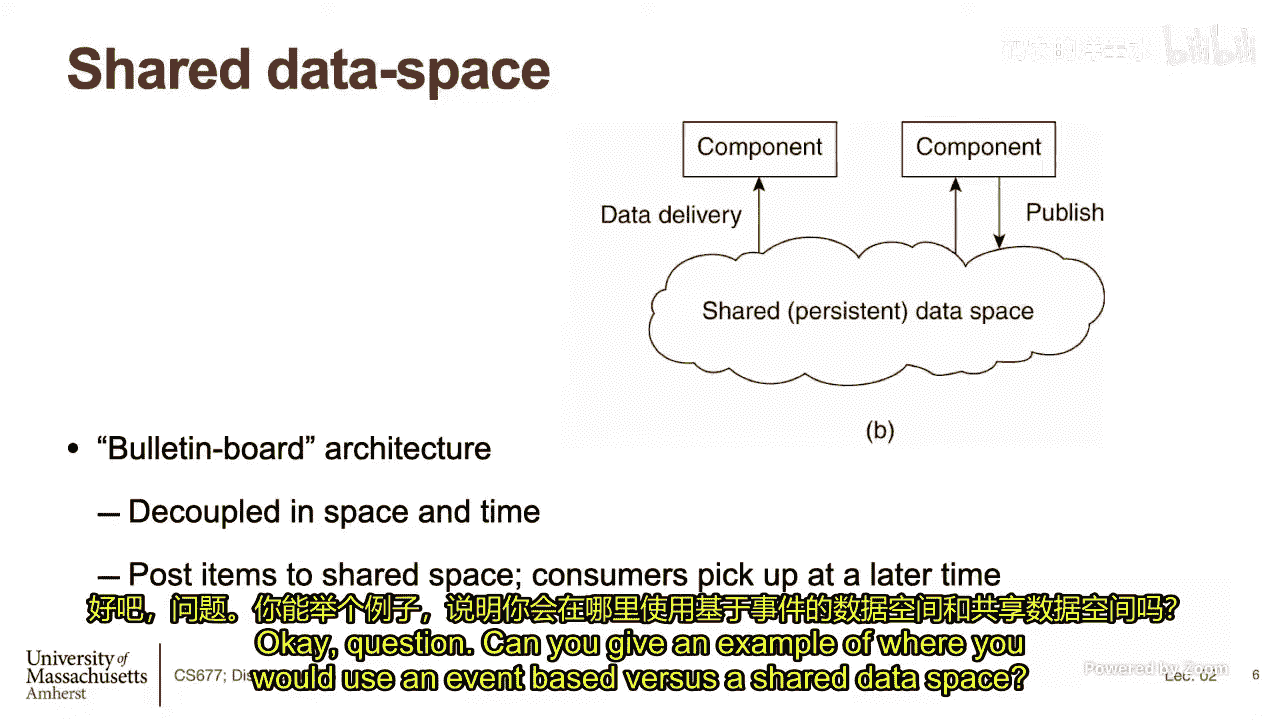 Shared data-space
bilibili
Component
Component
Data delivery
Publish
Shared (persistent) data space
(b)
• “Bulletin-board” architecture
— Decoupled in space and time
— Post items to shared space; consumers pick up at a later time
好吧，问题。你能举个例子，说明你会在哪里使用基于事件的数据空间和共享数据空间吗？
Okay, question. Can you give an example of where you
would use an event based versus a shared data space?
University of
Massachusetts
Amherst
CS677;
Powered by Zoom
Lec. 02
6